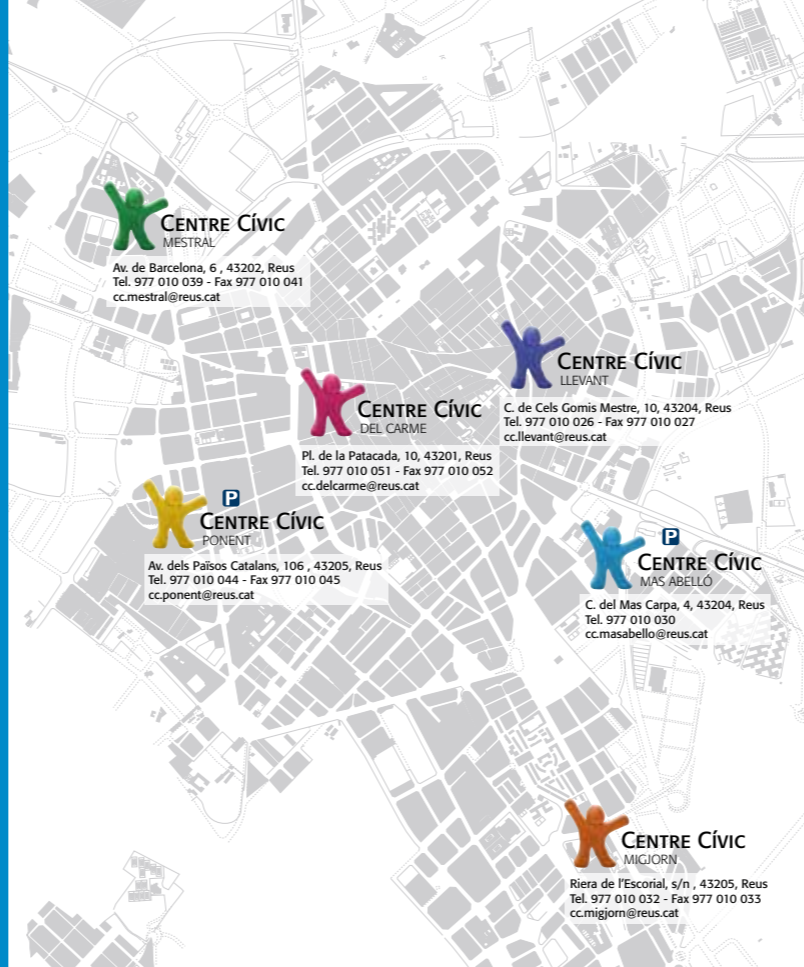 CENTRE CÍVIC
MESTRAL
Av. de Barcelona, 6 , 43202, Reus
Tel. 977 010 039 - Fax 977 010 041
cc.mestral@reus.cat
CENTRE CÍVIC
LLEVANT
C. de Cels Gomis Mestre, 10, 43204, Reus
Tel. 977 010 026 - Fax 977 010 027
cc.llevant@reus.cat
CENTRE CÍVIC
DEL CARME
Pl. de la Patacada, 10, 43201, Reus
Tel. 977 010 051 - Fax 977 010 052
cc.delcarme@reus.cat
P
CENTRE CÍVIC
PONENT
Av. dels Països Catalans, 106 , 43205, Reus
Tel. 977 010 044 - Fax 977 010 045
cc.ponent@reus.cat
P
CENTRE CÍVIC
MAS ABELLÓ
C. del Mas Carpa, 4, 43204, Reus
Tel. 977 010 030
cc.masabello@reus.cat
CENTRE CÍVIC
MIGJORN
Riera de l'Escorial, s/n , 43205, Reus
Tel. 977 010 032 - Fax 977 010 033
cc.migjorn@reus.cat